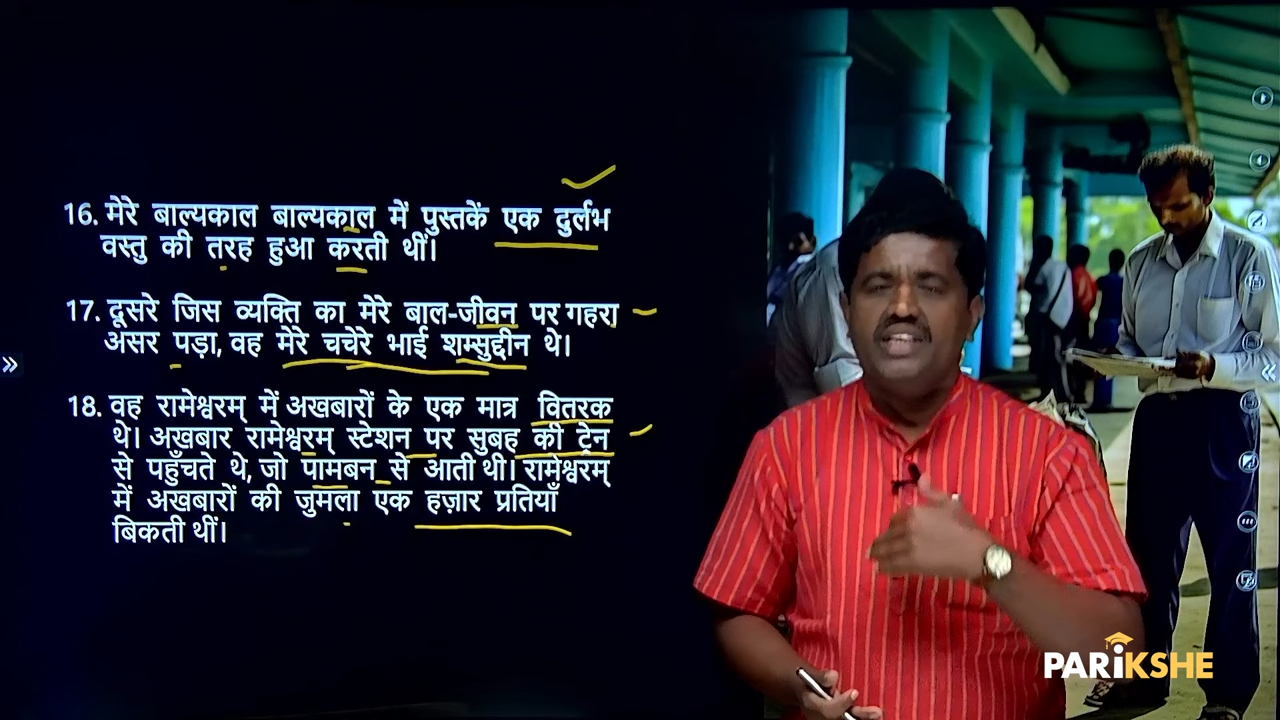 16. मेरे बाल्यकाल बाल्यकाल में पुस्तकें एक दुर्लभ
वस्तु की तरह हुआ करती थीं।
17. दूसरे जिस व्यक्ति का मेरे बाल-जीवन पर गहरा
असर पड़ा, वह मेरे चचेरे भाई शम्सुद्दीन थे।
18. वह रामेश्वरम् में अखबारों के एक मात्र वितरक
थे। अखबार रामेश्वरम् स्टेशन पर सुबह की ट्रेन
से पहुँचते थे, जो पामबन से आती थी। रामेश्वरम्
में अखबारों की जुमला एक हज़ार प्रतियाँ
बिकती थीं।
PARIKSHE